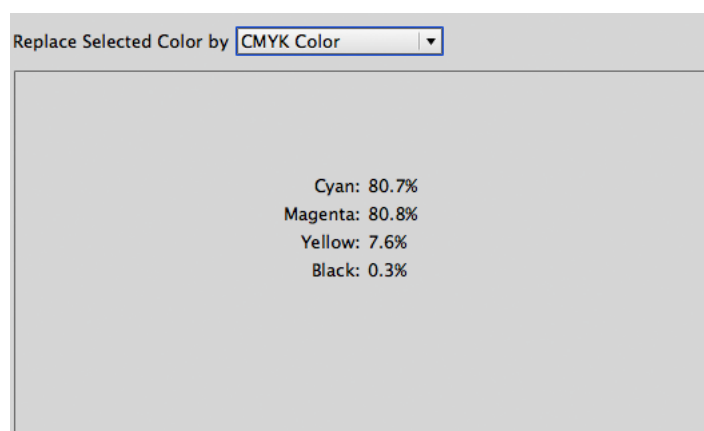 Replace Selected Color by CMYK Color
Cyan: 80.7%
Magenta: 80.8%
Yellow: 7.6%
Black: 0.3%